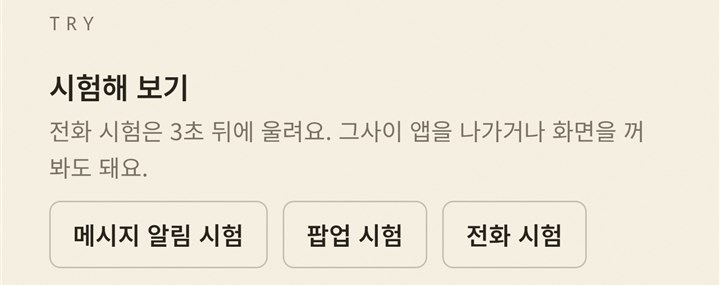 TRY
시험해 보기
전화 시험은 3초 뒤에 울려요. 그사이 앱을 나가거나 화면을 꺼
봐도 돼요.
메시지 알림 시험 팝업 시험 전화 시험